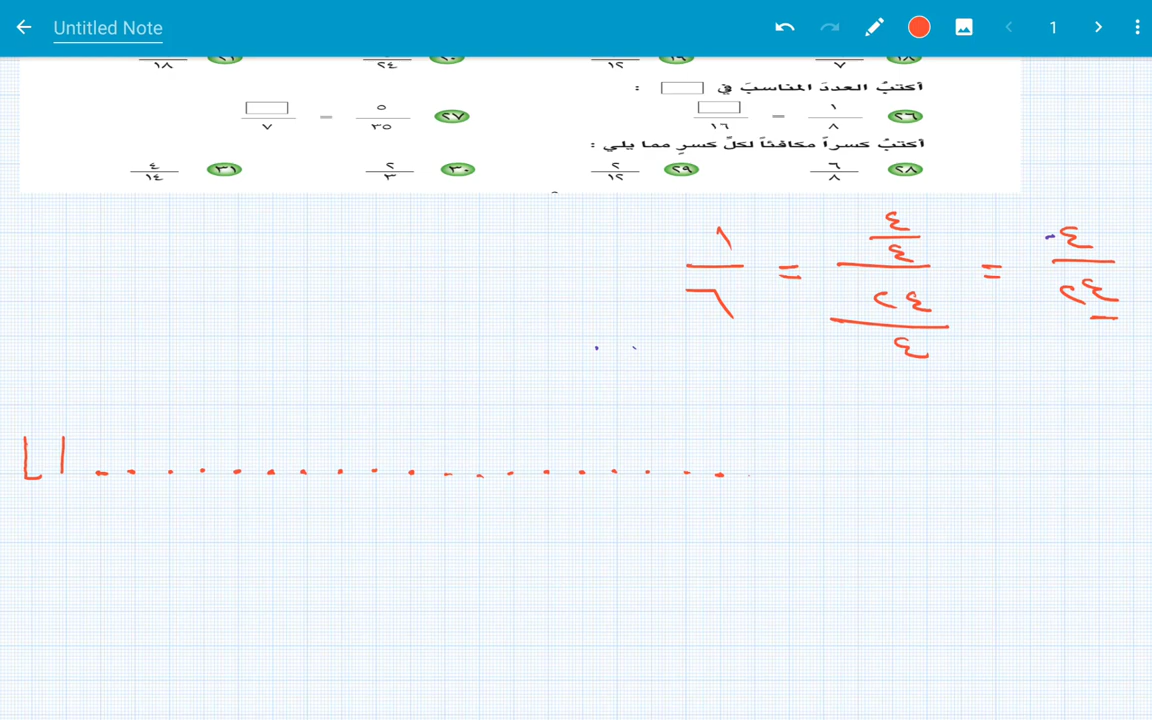 Untitled Note
1
٧ ١٢ ٢٤ ١٨
أكتبُ العددَ المناسبَ في :
٢٦ ١/٨ = /١٦ ٢٧ ٥/٣٥ = /٧
أكتبُ كسراً مكافئاً لكلِّ كسرٍ مما يلي :
٢٨ ٦/٨ ٢٩ ٢/١٢ ٣٠ ٢/٣ ٣١ ٤/١٤
٤/٢٤ = ٤/٤ / ٢٤/٤ = ١/٦